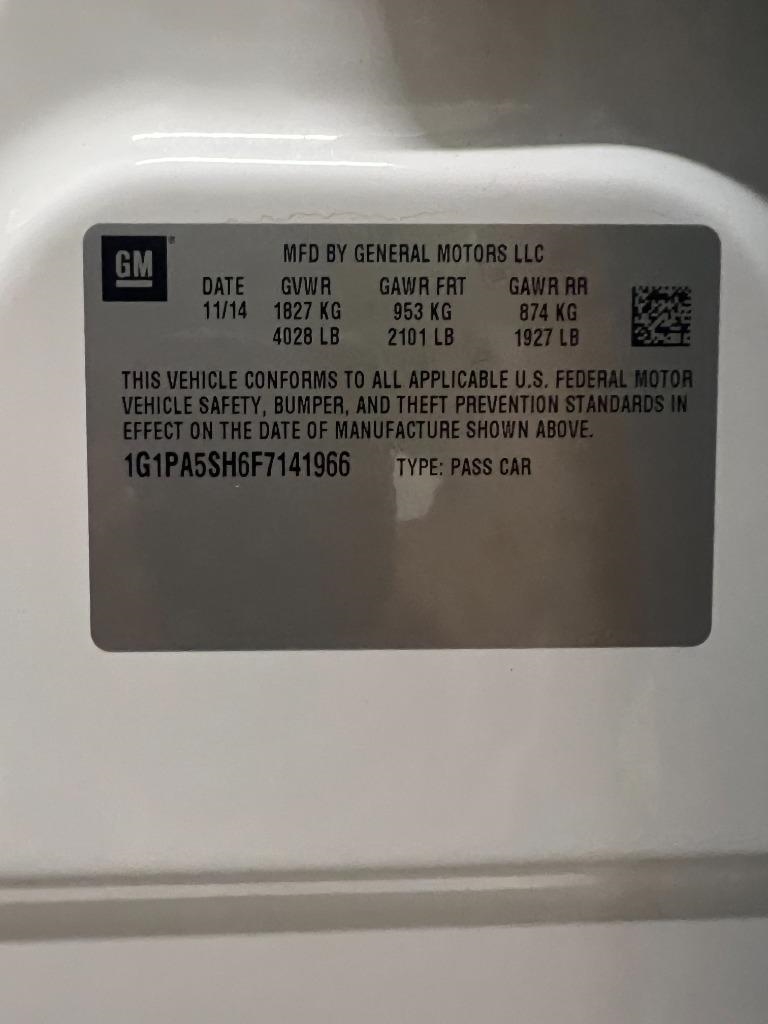 GM®
MFD BY GENERAL MOTORS LLC
DATE GVWR GAWR FRT GAWR RR
11/14 1827 KG 953 KG 874 KG
4028 LB 2101 LB 1927 LB
THIS VEHICLE CONFORMS TO ALL APPLICABLE U.S. FEDERAL MOTOR
VEHICLE SAFETY, BUMPER, AND THEFT PREVENTION STANDARDS IN
EFFECT ON THE DATE OF MANUFACTURE SHOWN ABOVE.
1G1PA5SH6F7141966 TYPE: PASS CAR